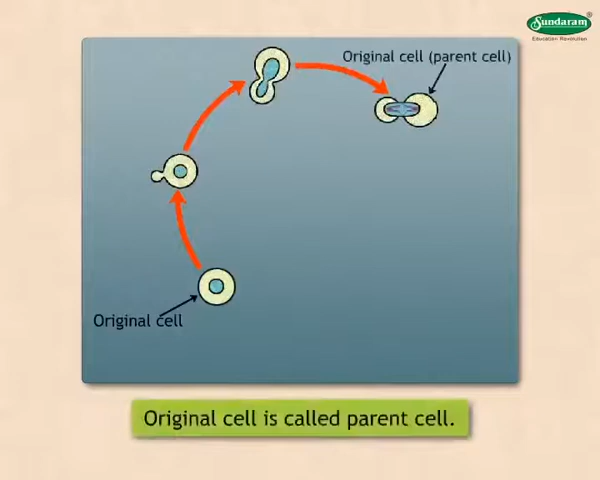 Sundaram
Education Revolution
Original cell (parent cell)
Original cell
Original cell is called parent cell.